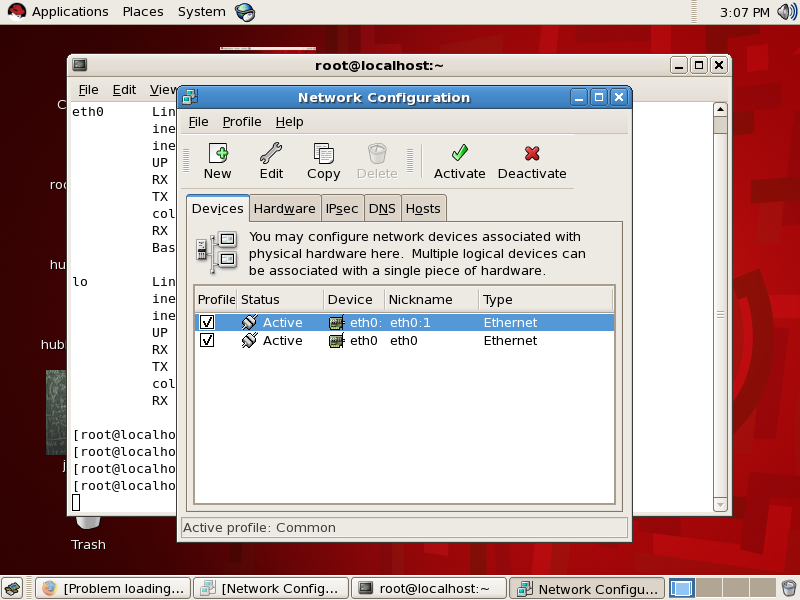 Applications Places System 3:07 PM
root@localhost:~
File Edit View
Network Configuration
File Profile Help
New Edit Copy Delete Activate Deactivate
Devices Hardware IPsec DNS Hosts
You may configure network devices associated with
physical hardware here. Multiple logical devices can
be associated with a single piece of hardware.
Profile Status Device Nickname Type
Active eth0: eth0:1 Ethernet
Active eth0 eth0 Ethernet
Active profile: Common
eth0 Lin
ine
ine
UP
RX
TX
col
RX
Bas
lo Lin
ine
ine
UP
RX
TX
col
RX
[root@localho
[root@localho
[root@localho
[root@localho
C
roo
hu
hubl
j
Trash
[Problem loading... [Network Config... root@localhost:~ Network Configu...